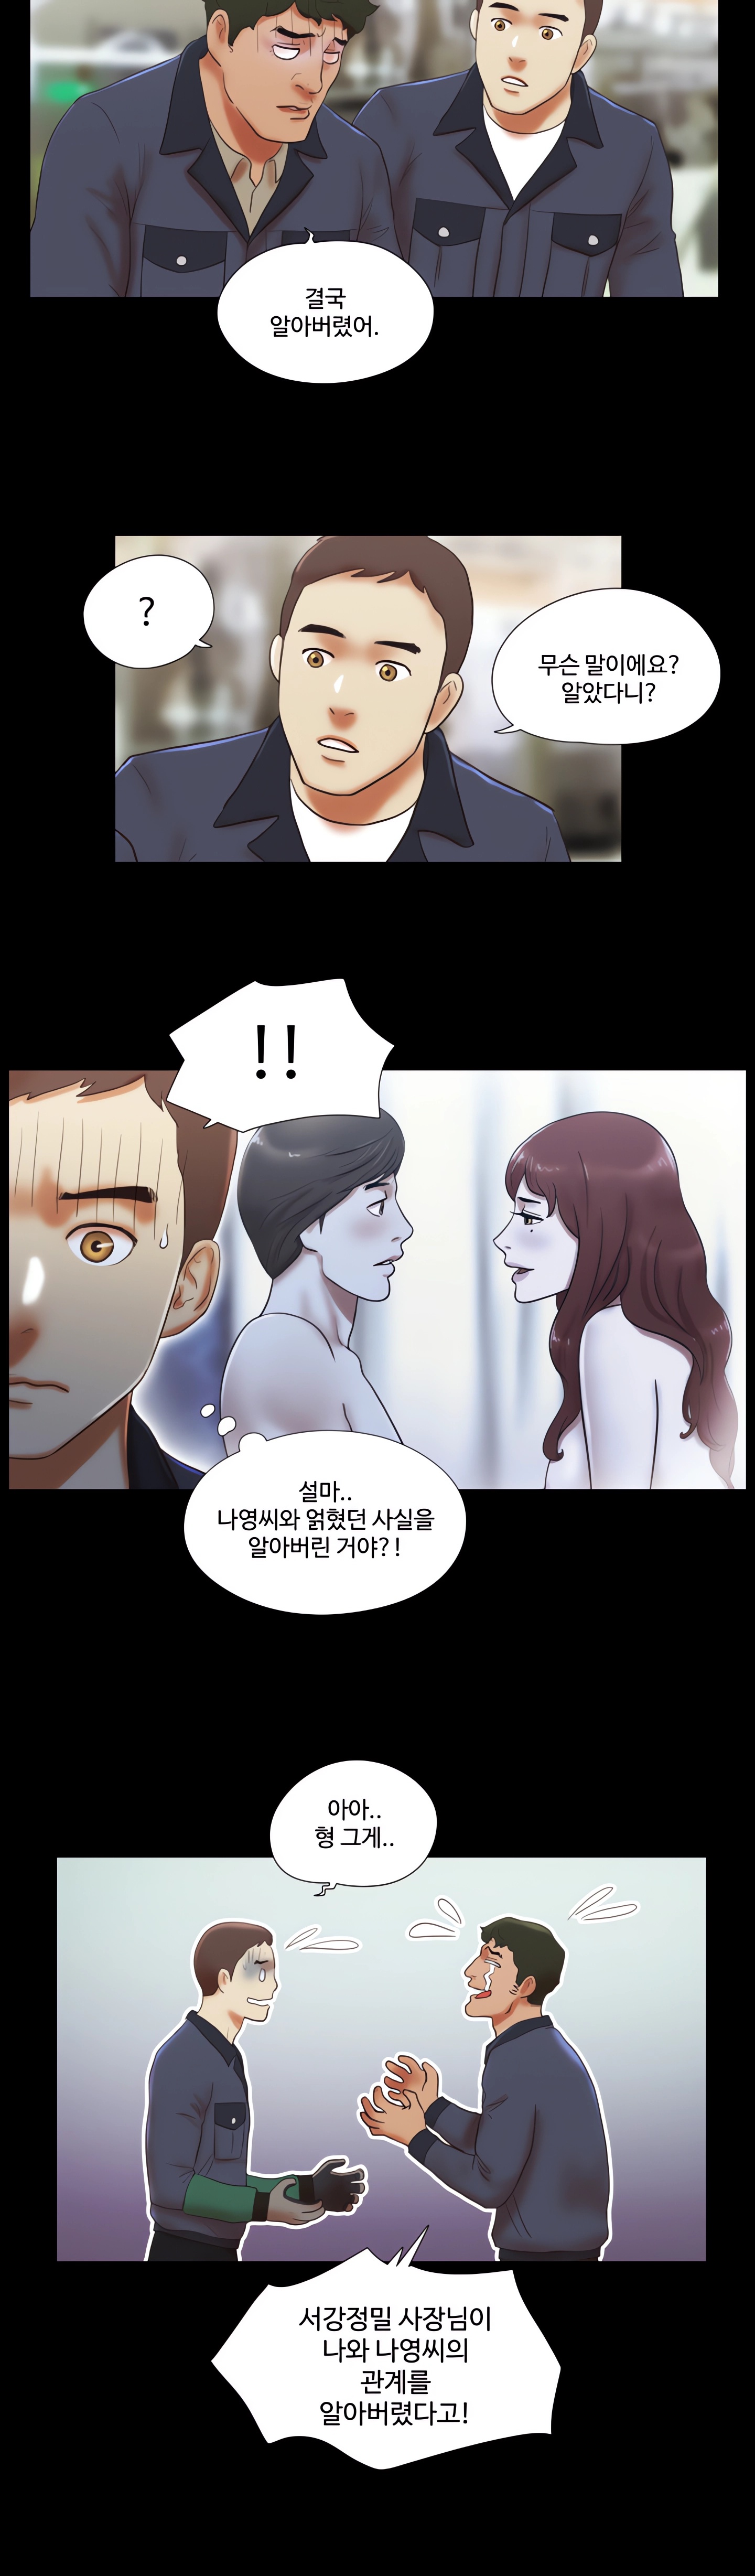 결국
알아버렸어.
?
무슨 말이에요?
알았다니?
!!
설마..
나영씨와 얽혔던 사실을
알아버린 거야?!
아아..
형 그게..
서강정밀 사장님이
나와 나영씨의
관계를
알아버렸다고!